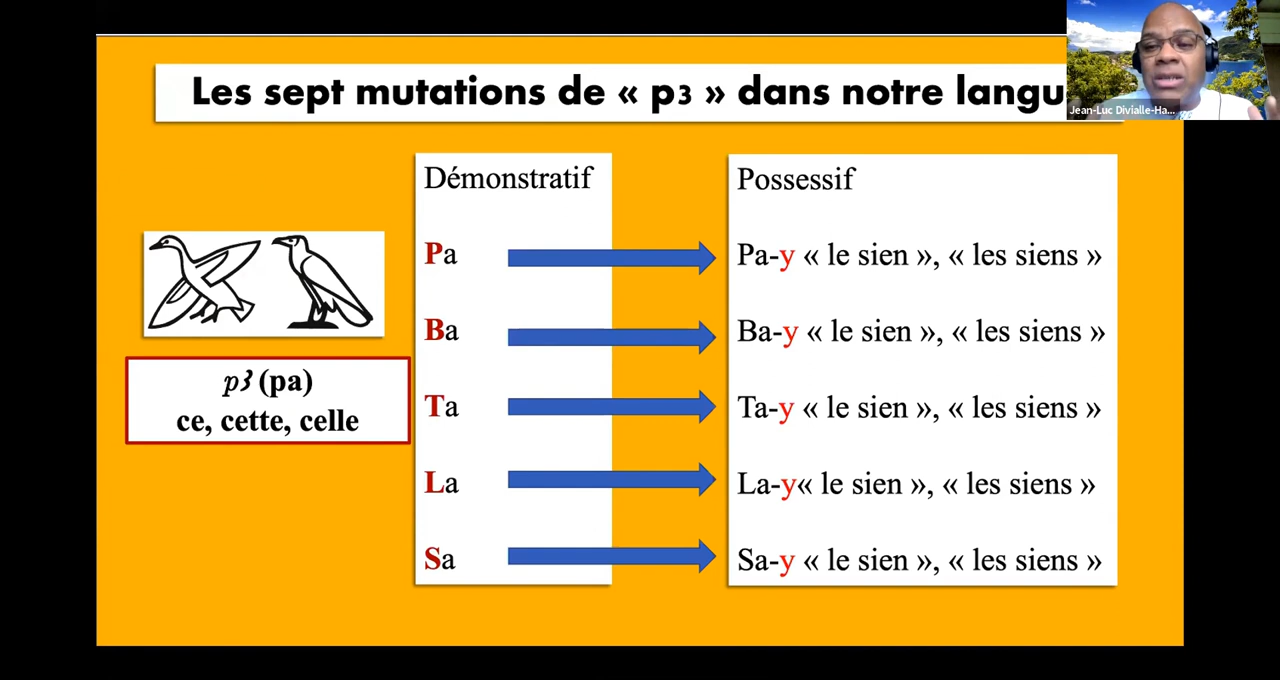 Les sept mutations de « p3 » dans notre langu
Jean-Luc Divialle-Ha...
p3 (pa)
ce, cette, celle
Démonstratif
Pa
Ba
Ta
La
Sa
Possessif
Pa-y « le sien », « les siens »
Ba-y « le sien », « les siens »
Ta-y « le sien », « les siens »
La-y« le sien », « les siens »
Sa-y « le sien », « les siens »